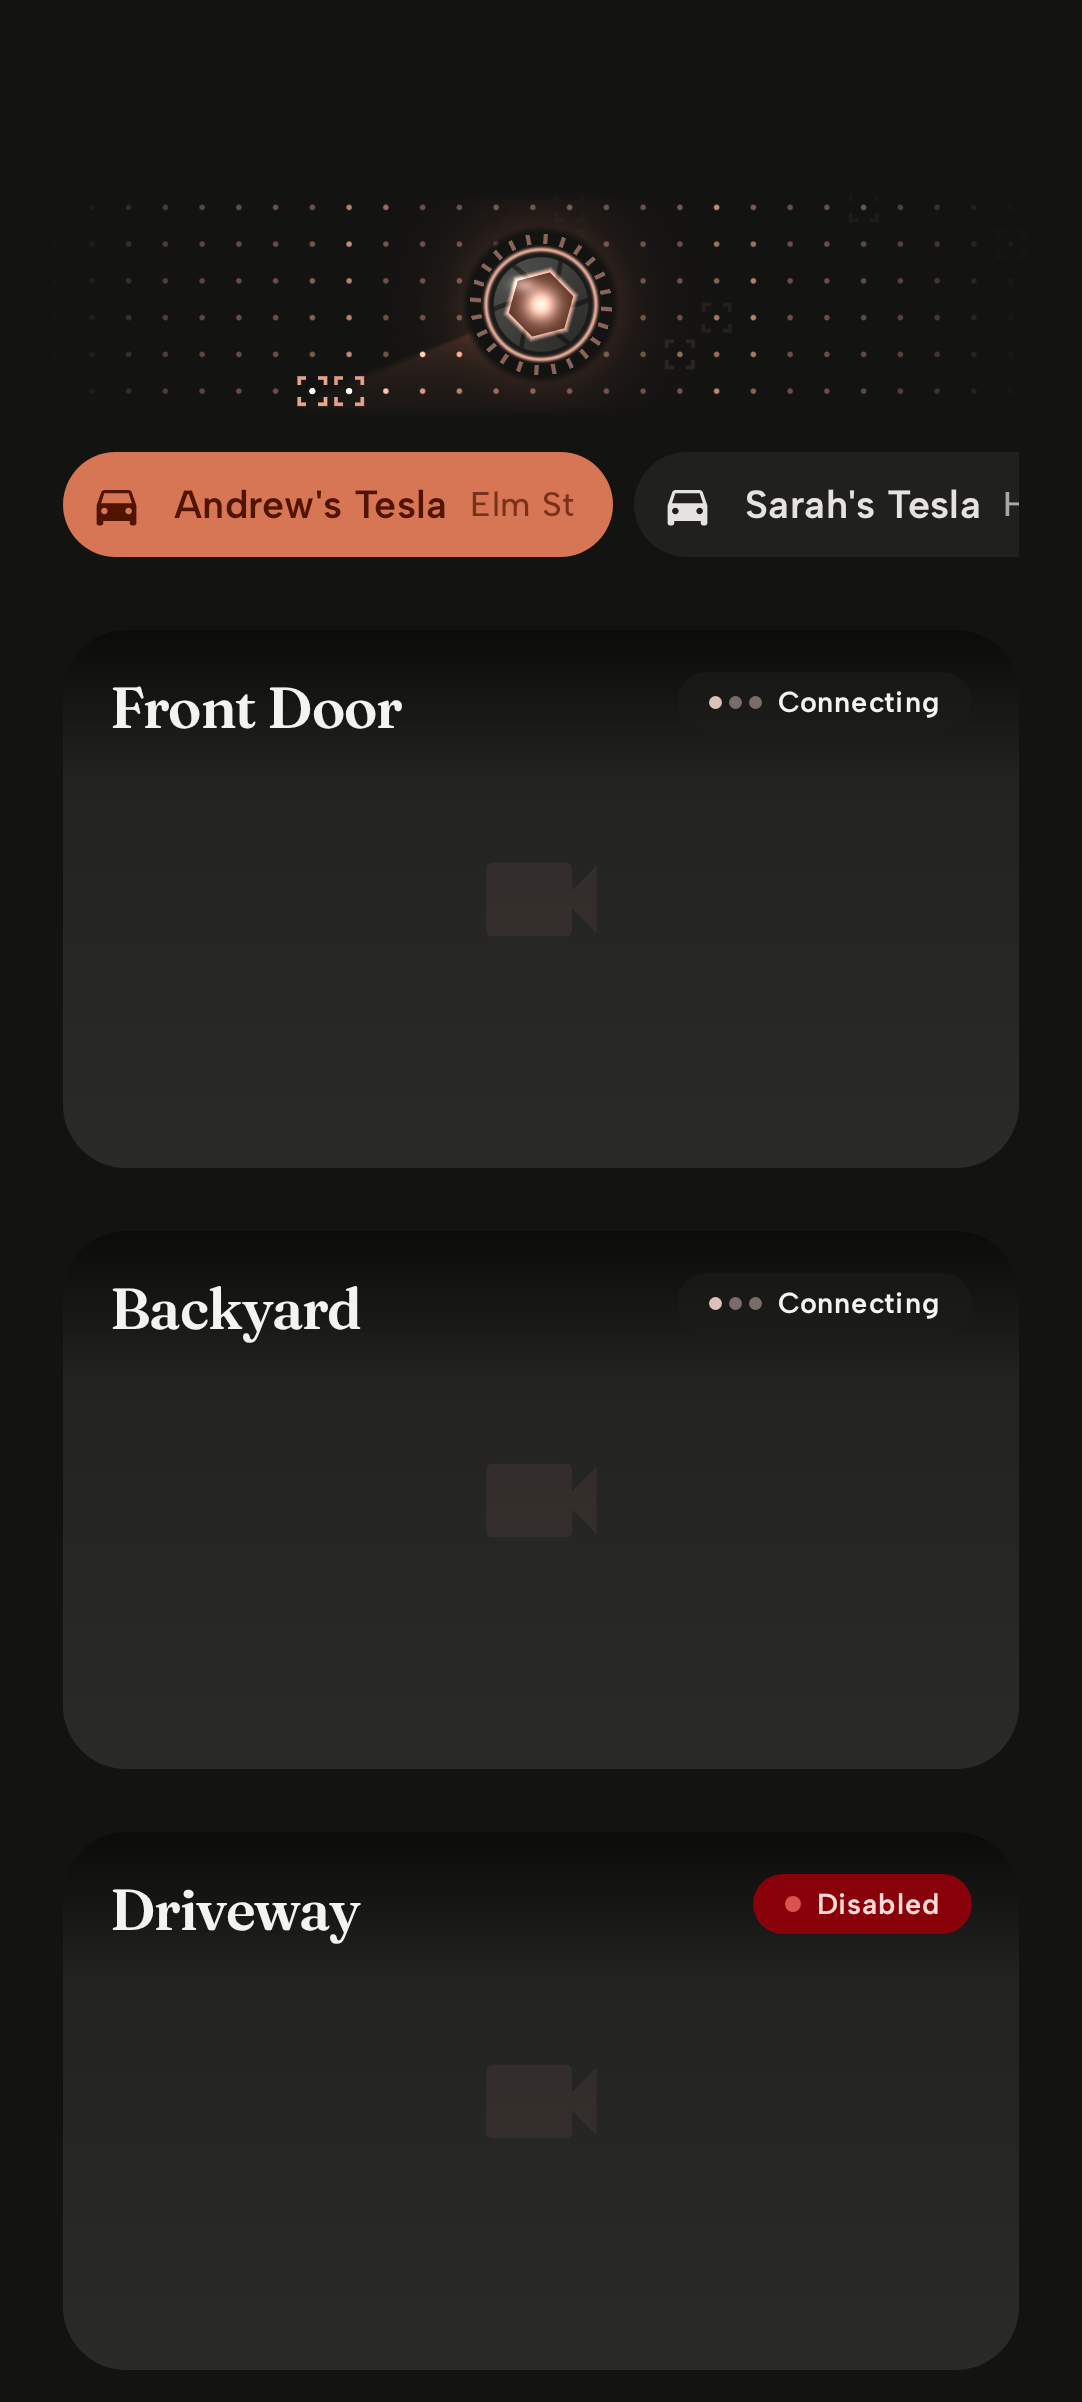 Andrew's Tesla Elm St
Sarah's Tesla
Front Door
Connecting
Backyard
Connecting
Driveway
Disabled